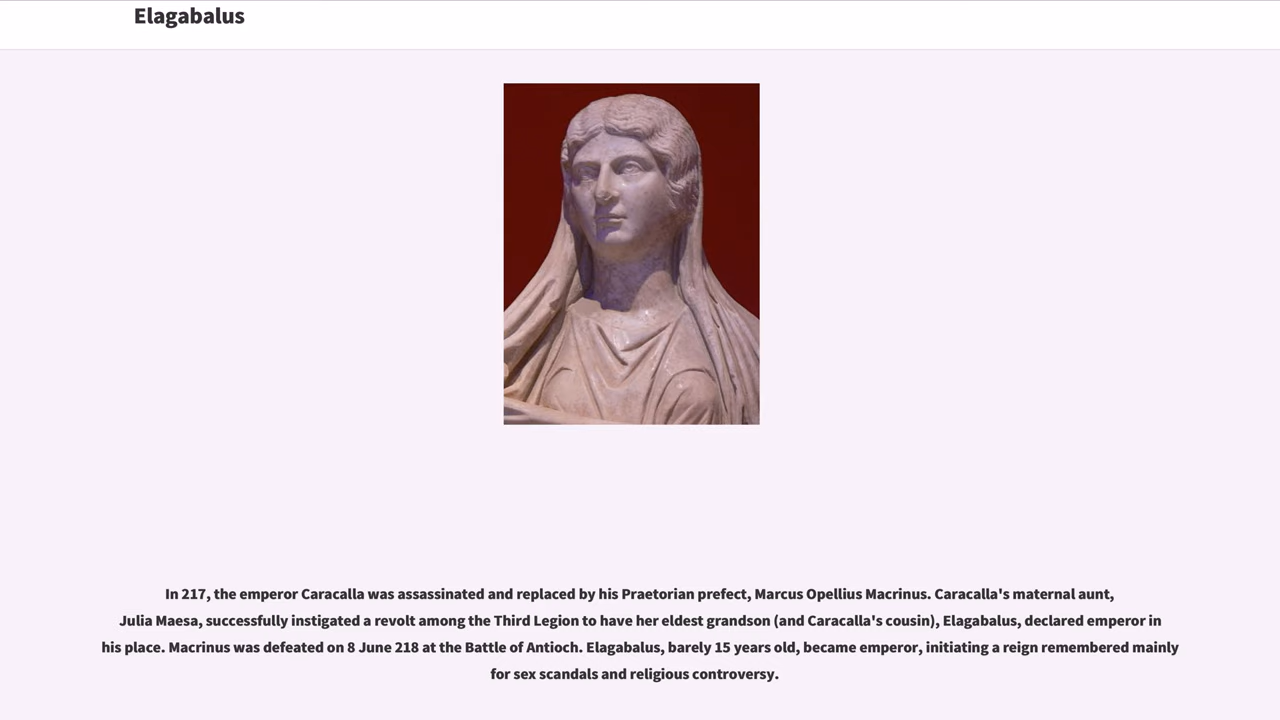 Elagabalus
In 217, the emperor Caracalla was assassinated and replaced by his Praetorian prefect, Marcus Opellius Macrinus. Caracalla's maternal aunt,
Julia Maesa, successfully instigated a revolt among the Third Legion to have her eldest grandson (and Caracalla's cousin), Elagabalus, declared emperor in
his place. Macrinus was defeated on 8 June 218 at the Battle of Antioch. Elagabalus, barely 15 years old, became emperor, initiating a reign remembered mainly
for sex scandals and religious controversy.